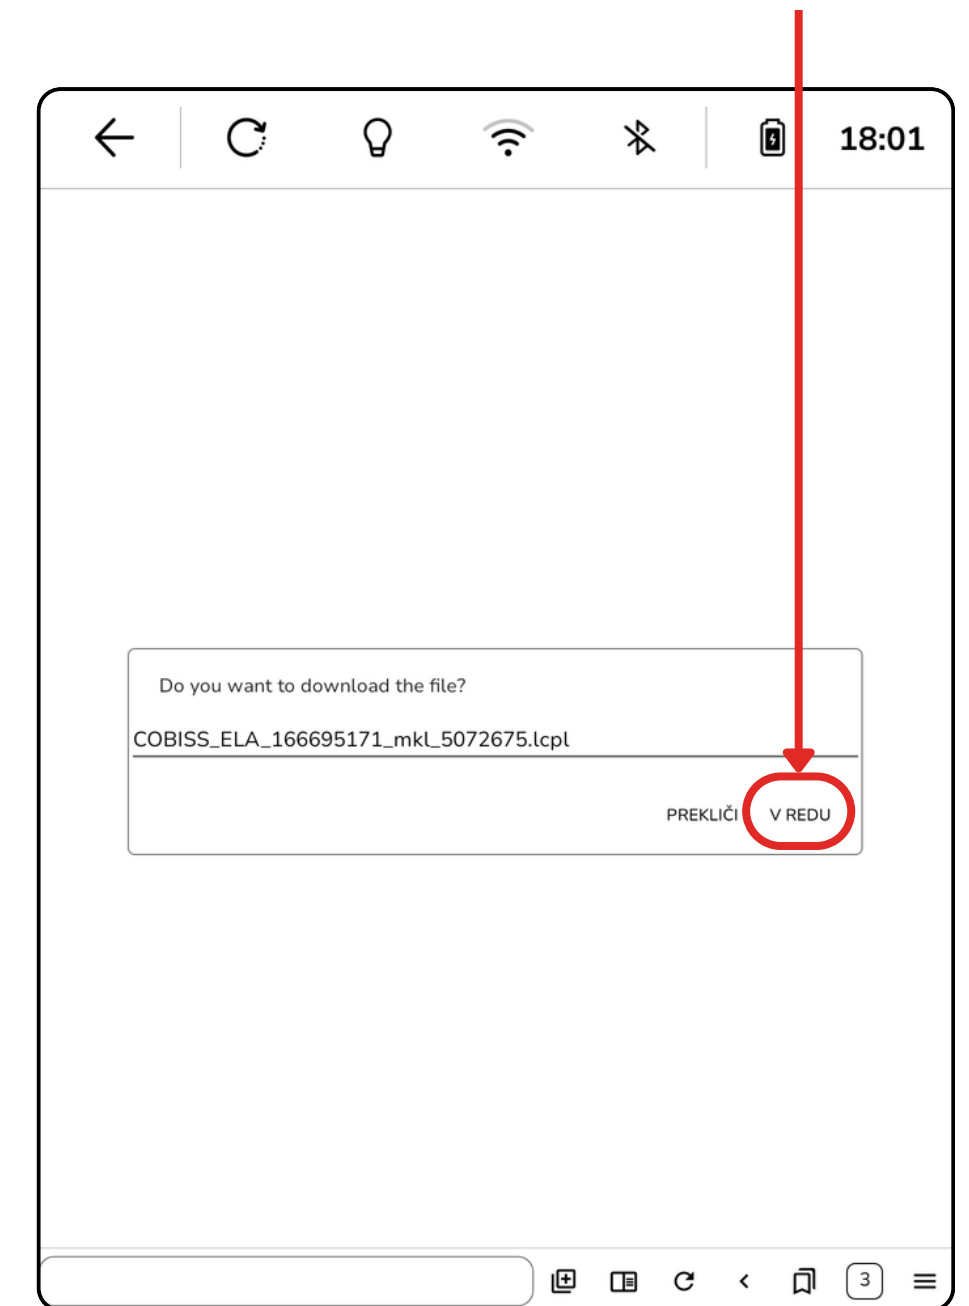 18:01
Do you want to download the file?
COBISS_ELA_166695171_mkl_5072675.lcpl
PREKLIČI V REDU
3